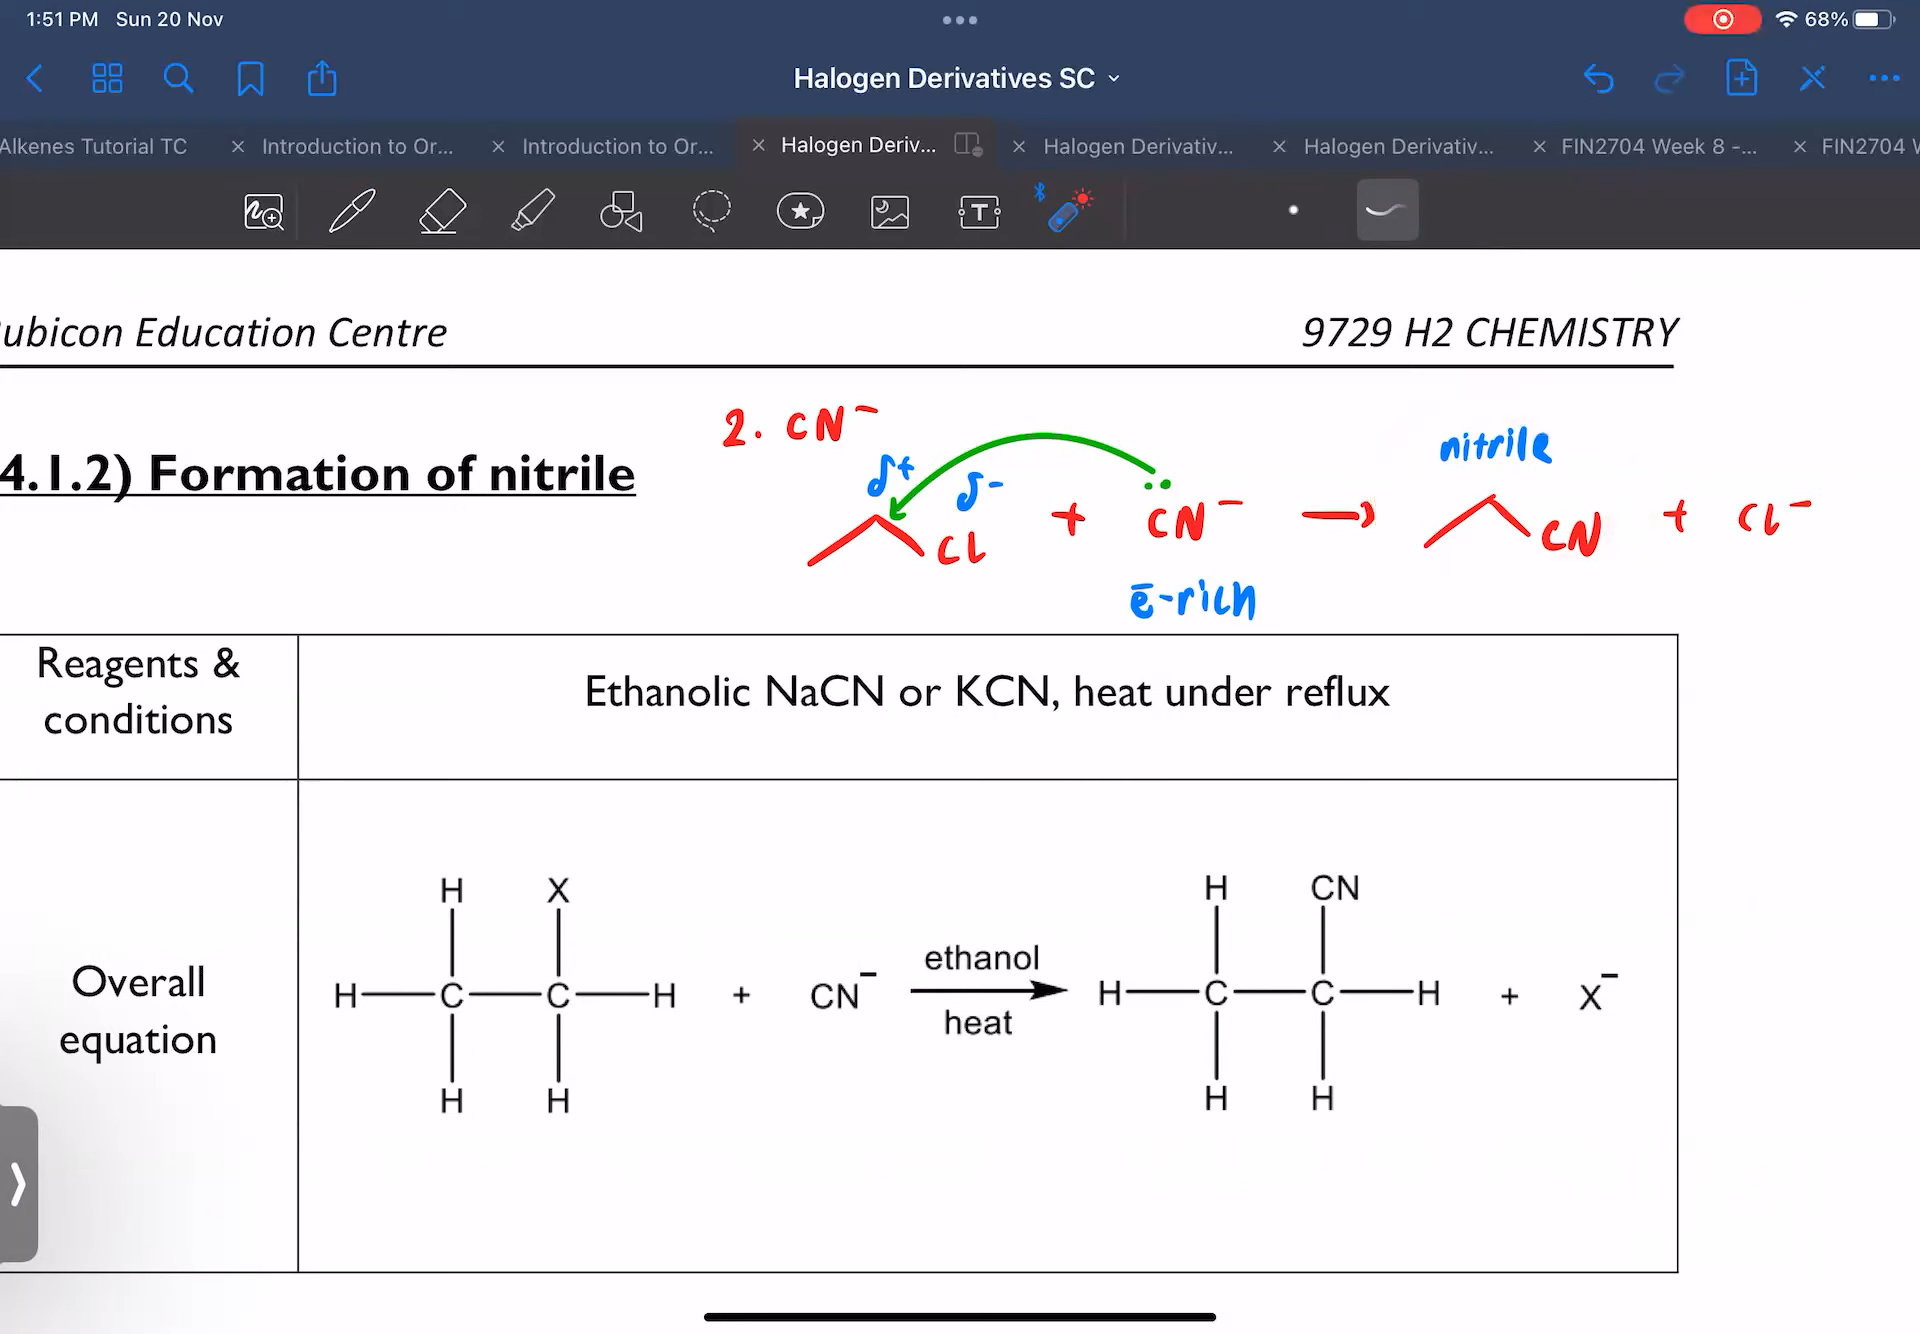 1:51 PM Sun 20 Nov
68%
Halogen Derivatives SC
Alkenes Tutorial TC
Introduction to Or...
Introduction to Or...
Halogen Deriv...
Halogen Derivativ...
Halogen Derivativ...
FIN2704 Week 8 -...
FIN2704 W
ubicon Education Centre
9729 H2 CHEMISTRY
4.1.2) Formation of nitrile
2. CN⁻
δ+ δ-
nitrile
Cl + CN⁻ → CN + Cl⁻
ē-rich
Reagents &
conditions
Ethanolic NaCN or KCN, heat under reflux
Overall
equation
H X
H C C H + CN⁻
H H
ethanol
heat
H CN
H C C H + X⁻
H H